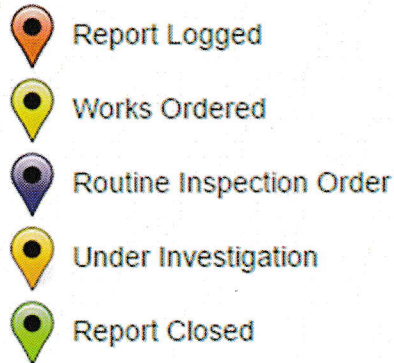 Report Logged
Works Ordered
Routine Inspection Order
Under Investigation
Report Closed